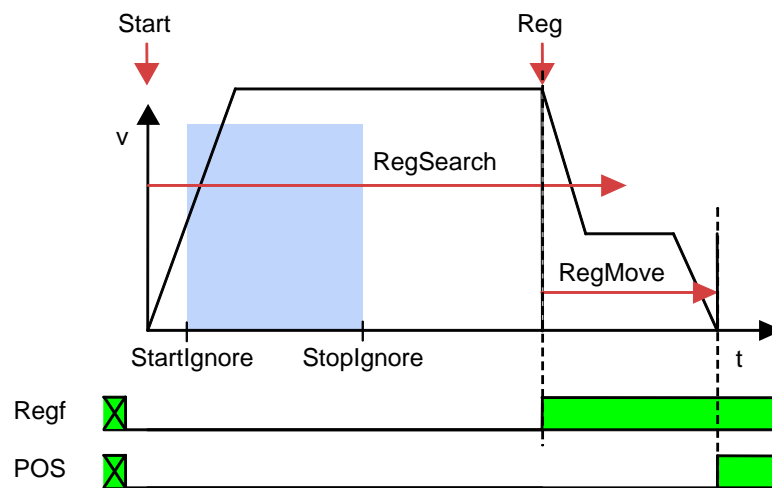 Start
Reg
v
RegSearch
RegMove
StartIgnore
StopIgnore
t
Regf
POS